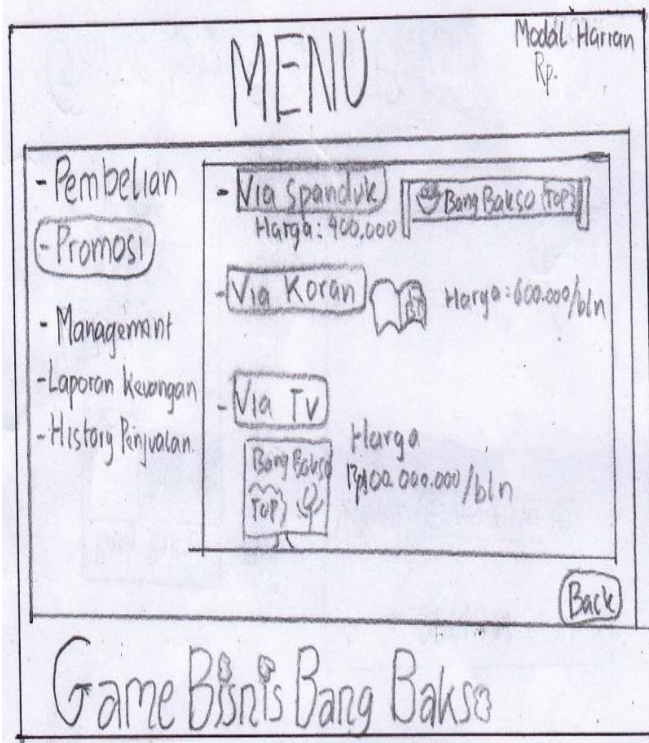 MENU
Modal Harian
Rp.
- Pembelian
- Promosi
- Management
- Laporan Keuangan
- History Penjualan
- Via Spanduk
Harga: 400.000
Bang Bakso TOP
- Via Koran
Harga: 600.000/bln
- Via Tv
Bang Bakso
TOP
Harga
Rp100.000.000/bln
Back
Game Bisnis Bang Bakso